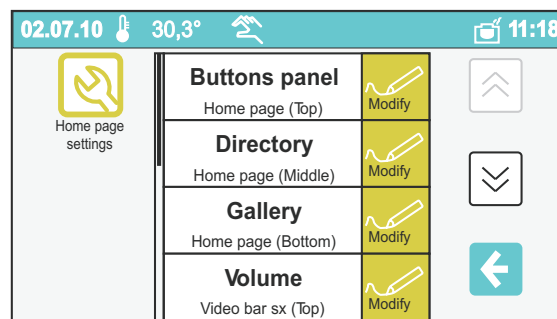 02.07.10 30,3° 11:18
Home page
settings
Buttons panel
Home page (Top)
Modify
Directory
Home page (Middle)
Modify
Gallery
Home page (Bottom)
Modify
Volume
Video bar sx (Top)
Modify